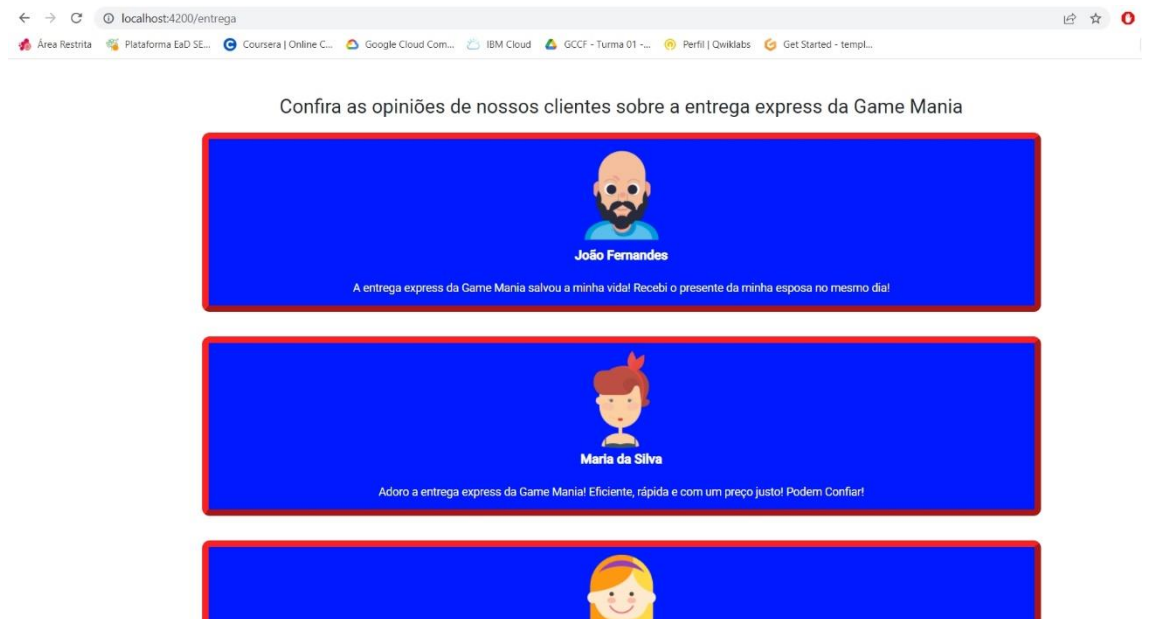 localhost:4200/entrega
Área Restrita Plataforma EaD SE... Coursera | Online C... Google Cloud Com... IBM Cloud GCCF - Turma 01 -... Perfil | Qwiklabs Get Started - templ...
Confira as opiniões de nossos clientes sobre a entrega express da Game Mania
João Fernandes
A entrega express da Game Mania salvou a minha vida! Recebi o presente da minha esposa no mesmo dia!
Maria da Silva
Adoro a entrega express da Game Mania! Eficiente, rápida e com um preço justo! Podem Confiar!